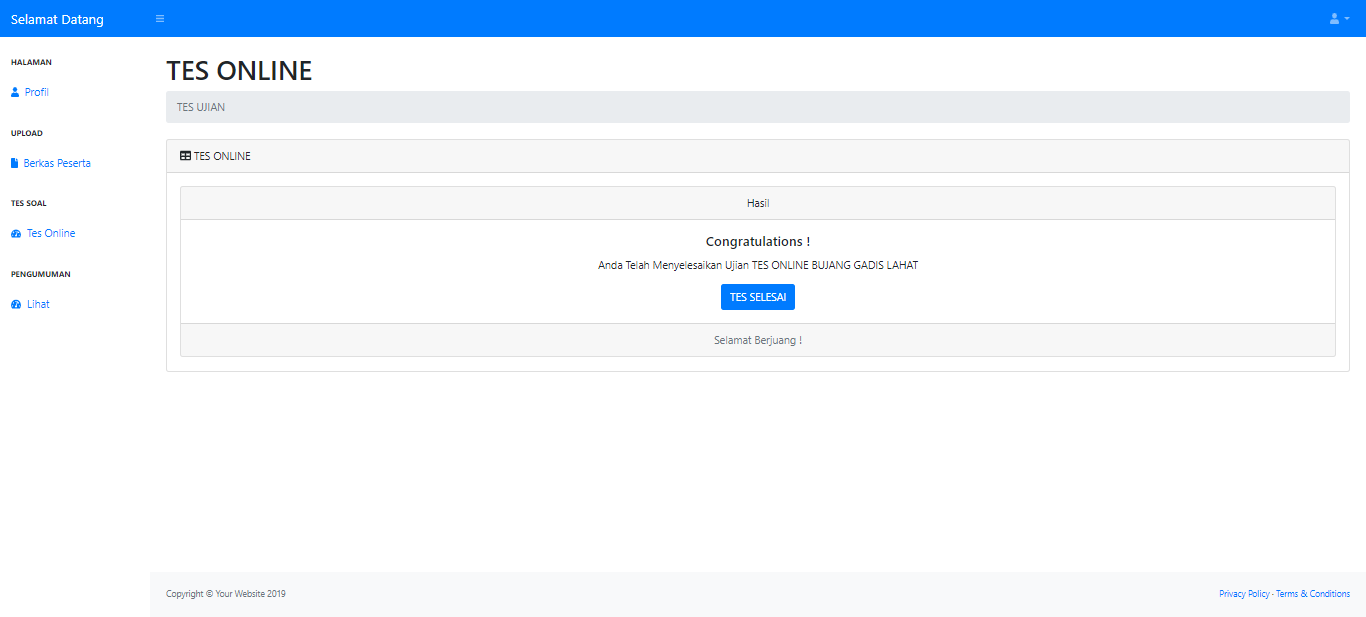 Selamat Datang
HALAMAN
Profil
UPLOAD
Berkas Peserta
TES SOAL
Tes Online
PENGUMUMAN
Lihat
TES ONLINE
TES UJIAN
TES ONLINE
Hasil
Congratulations !
Anda Telah Menyelesaikan Ujian TES ONLINE BUJANG GADIS LAHAT
TES SELESAI
Selamat Berjuang !
Copyright © Your Website 2019
Privacy Policy · Terms & Conditions